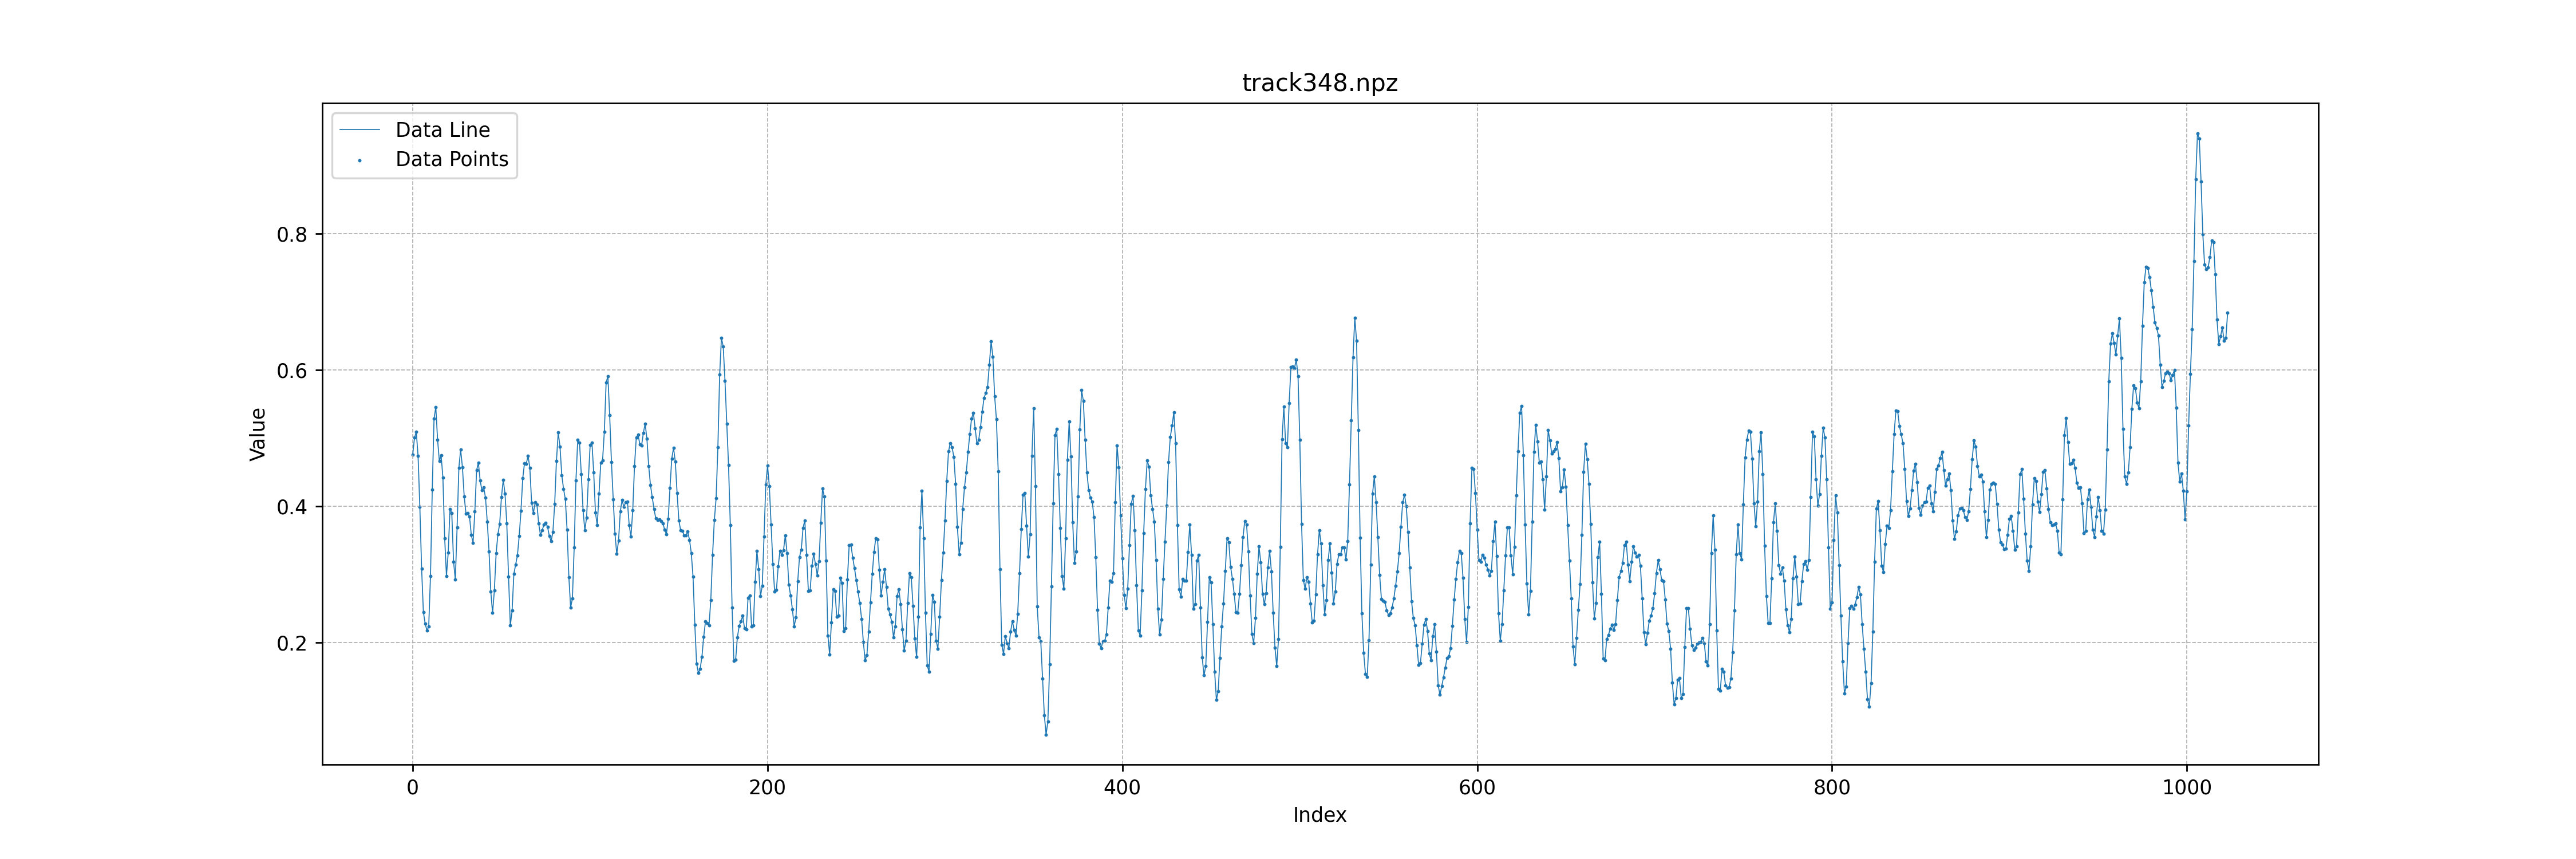 track348.npz
Data Line
Data Points
Value
0.8
0.6
0.4
0.2
0 200 400 600 800 1000
Index